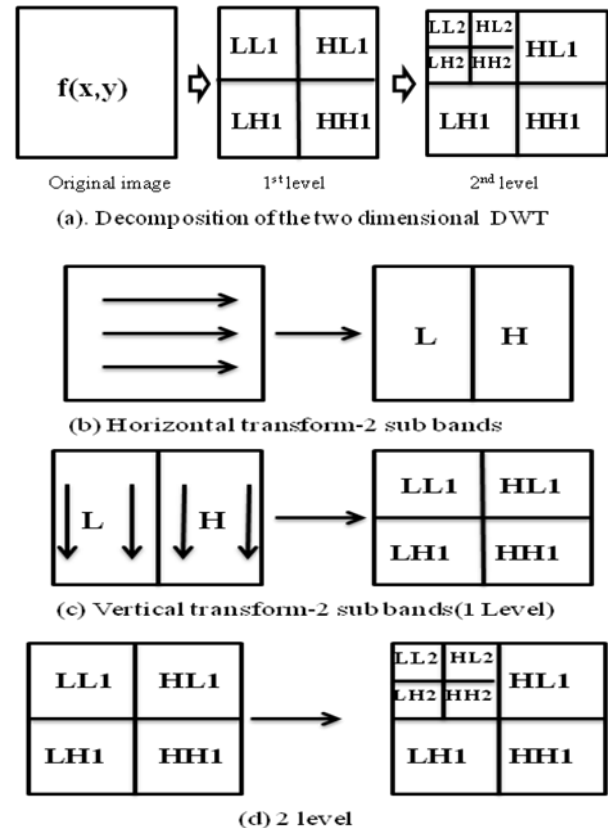 f(x,y)
LL1 HL1
LH1 HH1
LL2 HL2
LH2 HH2
HL1
LH1 HH1
Original image
1st level
2nd level
(a). Decomposition of the two dimensional DWT
L H
(b) Horizontal transform-2 sub bands
L H
LL1 HL1
LH1 HH1
(c) Vertical transform-2 sub bands(1 Level)
LL1 HL1
LH1 HH1
LL2 HL2
LH2 HH2
HL1
LH1 HH1
(d) 2 level